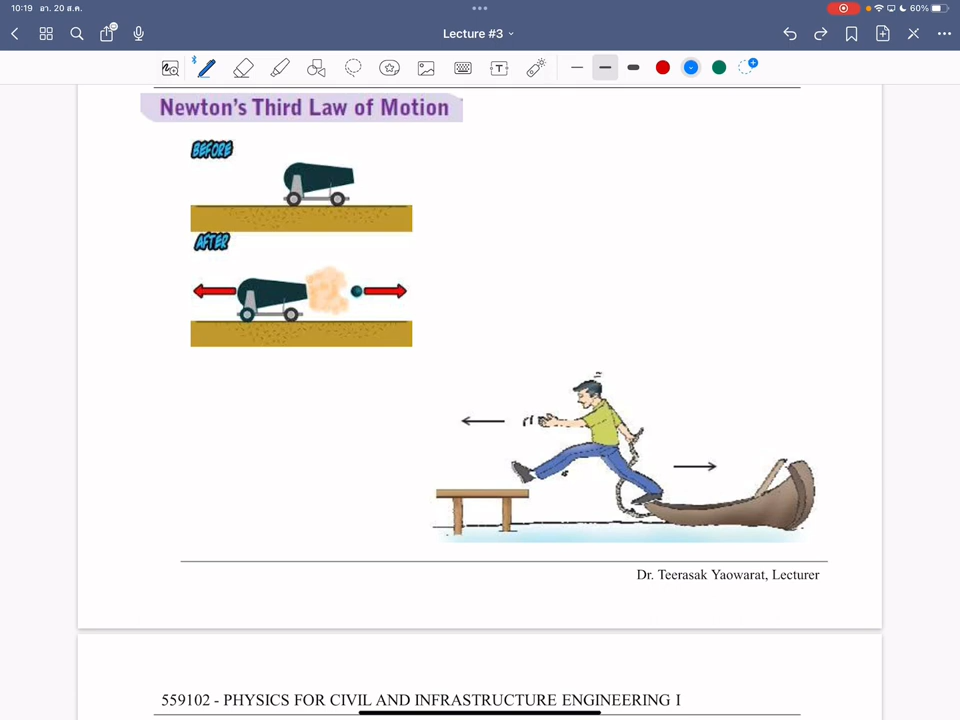 10:19 อา. 20 ส.ค.
60%
Lecture #3
T
Newton's Third Law of Motion
BEFORE
AFTER
Dr. Teerasak Yaowarat, Lecturer
559102 - PHYSICS FOR CIVIL AND INFRASTRUCTURE ENGINEERING I